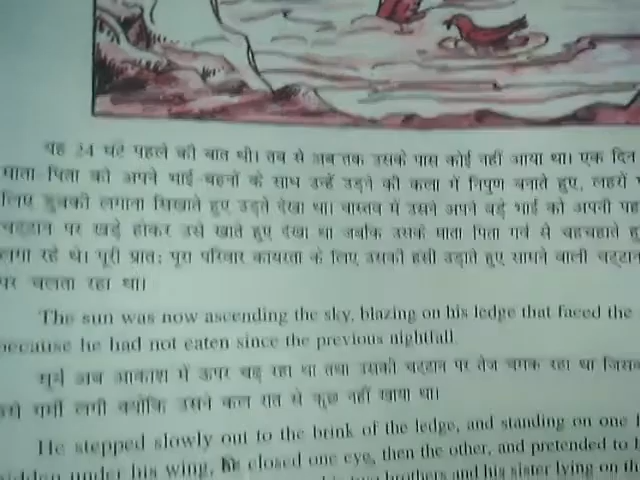 यह 24 घंटे पहले की बात थी। तब से अब तक उसके पास कोई नहीं आया था। एक दिन
माता पिता को अपने भाई-बहनों के साथ उन्हें उड़ने की कला में निपुण बनाते हुए, लहरों
लिए डुबकी लगाना सिखाते हुए उड़ते देखा था। वास्तव में उसने अपने बड़े भाई को अपनी पह
चट्टान पर खड़े होकर उसे खाते हुए देखा था जबकि उसके माता पिता गर्व से चहचहाते हु
लगा रहे थे। पूरी प्रात: पूरा परिवार कायरता के लिए उसकी हंसी उड़ाते हुए सामने वाली चट्टान
पर चलता रहा था।
The sun was now ascending the sky, blazing on his ledge that faced the
because he had not eaten since the previous nightfall.
सूर्य अब आकाश में ऊपर चढ़ रहा था तथा उसकी चट्टान पर तेज चमक रहा था जिस
उसे गर्मी लगी क्योंकि उसने कल रात से कुछ नहीं खाया था।
He stepped slowly out to the brink of the ledge, and standing on one
hidden under his wing, he closed one eye, then the other, and pretended to
brothers and his sister lying on the